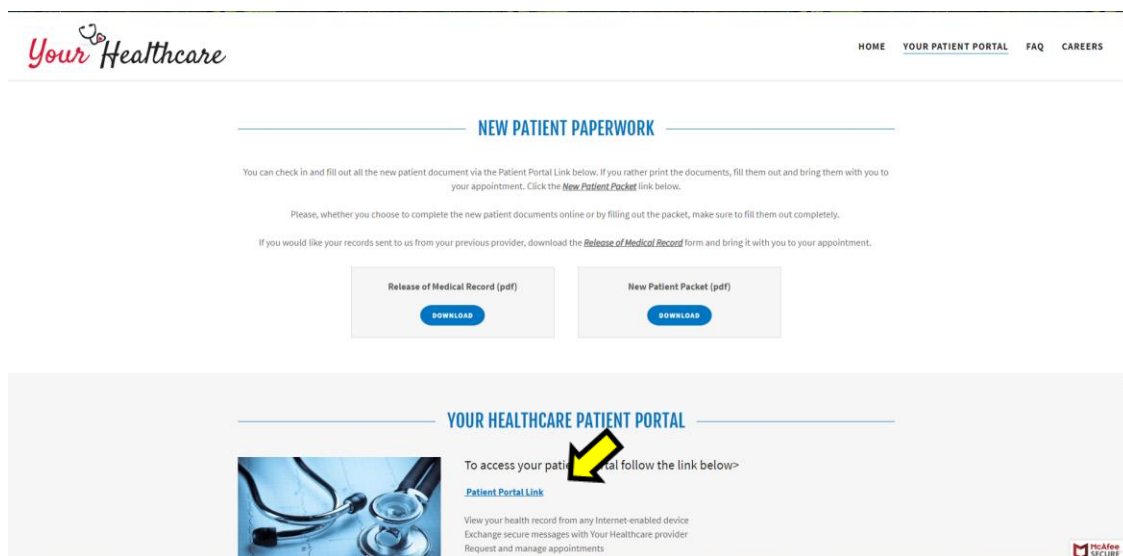 Your Healthcare
HOME YOUR PATIENT PORTAL FAQ CAREERS
NEW PATIENT PAPERWORK
You can check in and fill out all the new patient document via the Patient Portal Link below. If you rather print the documents, fill them out and bring them with you to
your appointment. Click the New Patient Packet link below.
Please, whether you choose to complete the new patient documents online or by filling out the packet, make sure to fill them out completely.
If you would like your records sent to us from your previous provider, download the Release of Medical Record form and bring it with you to your appointment.
Release of Medical Record (pdf)
DOWNLOAD
New Patient Packet (pdf)
DOWNLOAD
YOUR HEALTHCARE PATIENT PORTAL
To access your pati tal follow the link below>
Patient Portal Link
View your health record from any Internet-enabled device
Exchange secure messages with Your Healthcare provider
Request and manage appointments
McAfee
SECURE